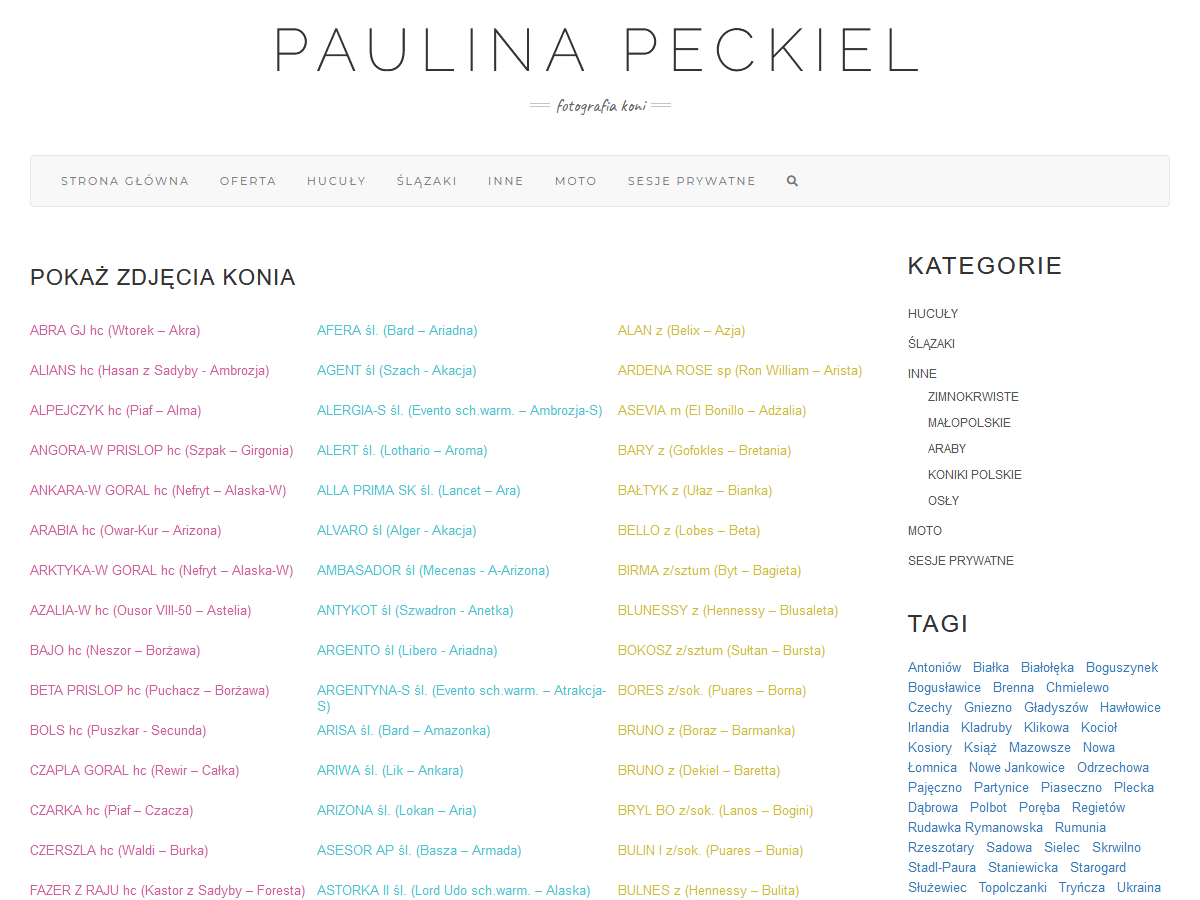 PAULINA PECKIEL
fotografia koni
STRONA GŁÓWNA OFERTA HUCUŁY ŚLĄZAKI INNE MOTO SESJE PRYWATNE
POKAŻ ZDJĘCIA KONIA
ABRA GJ hc (Wtorek – Akra)
ALIANS hc (Hasan z Sadyby - Ambrozja)
ALPEJCZYK hc (Piaf – Alma)
ANGORA-W PRISLOP hc (Szpak – Girgonia)
ANKARA-W GORAL hc (Nefryt – Alaska-W)
ARABIA hc (Owar-Kur – Arizona)
ARKTYKA-W GORAL hc (Nefryt – Alaska-W)
AZALIA-W hc (Ousor VIII-50 – Astelia)
BAJO hc (Neszor – Borżawa)
BETA PRISLOP hc (Puchacz – Borżawa)
BOLS hc (Puszkar - Secunda)
CZAPLA GORAL hc (Rewir – Całka)
CZARKA hc (Piaf – Czacza)
CZERSZLA hc (Waldi – Burka)
FAZER Z RAJU hc (Kastor z Sadyby – Foresta)
AFERA śl. (Bard – Ariadna)
AGENT śl (Szach - Akacja)
ALERGIA-S śl. (Evento sch.warm. – Ambrozja-S)
ALERT śl. (Lothario – Aroma)
ALLA PRIMA SK śl. (Lancet – Ara)
ALVARO śl (Alger - Akacja)
AMBASADOR śl (Mecenas - A-Arizona)
ANTYKOT śl (Szwadron - Anetka)
ARGENTO śl (Libero - Ariadna)
ARGENTYNA-S śl. (Evento sch.warm. – Atrakcja-
S)
ARISA śl. (Bard – Amazonka)
ARIWA śl. (Lik – Ankara)
ARIZONA śl. (Lokan – Aria)
ASESOR AP śl. (Basza – Armada)
ASTORKA II śl. (Lord Udo sch.warm. – Alaska)
ALAN z (Belix – Azja)
ARDENA ROSE sp (Ron William – Arista)
ASEVIA m (El Bonillo – Adżalia)
BARY z (Gofokles – Bretania)
BAŁTYK z (Ułaz – Bianka)
BELLO z (Lobes – Beta)
BIRMA z/sztum (Byt – Bagieta)
BLUNESSY z (Hennessy – Blusaleta)
BOKOSZ z/sztum (Sułtan – Bursta)
BORES z/sok. (Puares – Borna)
BRUNO z (Boraz – Barmanka)
BRUNO z (Dekiel – Baretta)
BRYL BO z/sok. (Lanos – Bogini)
BULIN I z/sok. (Puares – Bunia)
BULNES z (Hennessy – Bulita)
KATEGORIE
HUCUŁY
ŚLĄZAKI
INNE
ZIMNOKRWISTE
MAŁOPOLSKIE
ARABY
KONIKI POLSKIE
OSŁY
MOTO
SESJE PRYWATNE
TAGI
Antoniów Białka Białołęka Boguszynek
Bogusławice Brenna Chmielewo
Czechy Gniezno Gładyszów Hawłowice
Irlandia Kladruby Klikowa Kocioł
Kosiory Książ Mazowsze Nowa
Łomnica Nowe Jankowice Odrzechowa
Pajęczno Partynice Piaseczno Plecka
Dąbrowa Polbot Poręba Regietów
Rudawka Rymanowska Rumunia
Rzeszotary Sadowa Sielec Skrwilno
Stadl-Paura Staniewicka Starogard
Służewiec Topolczanki Tryńcza Ukraina